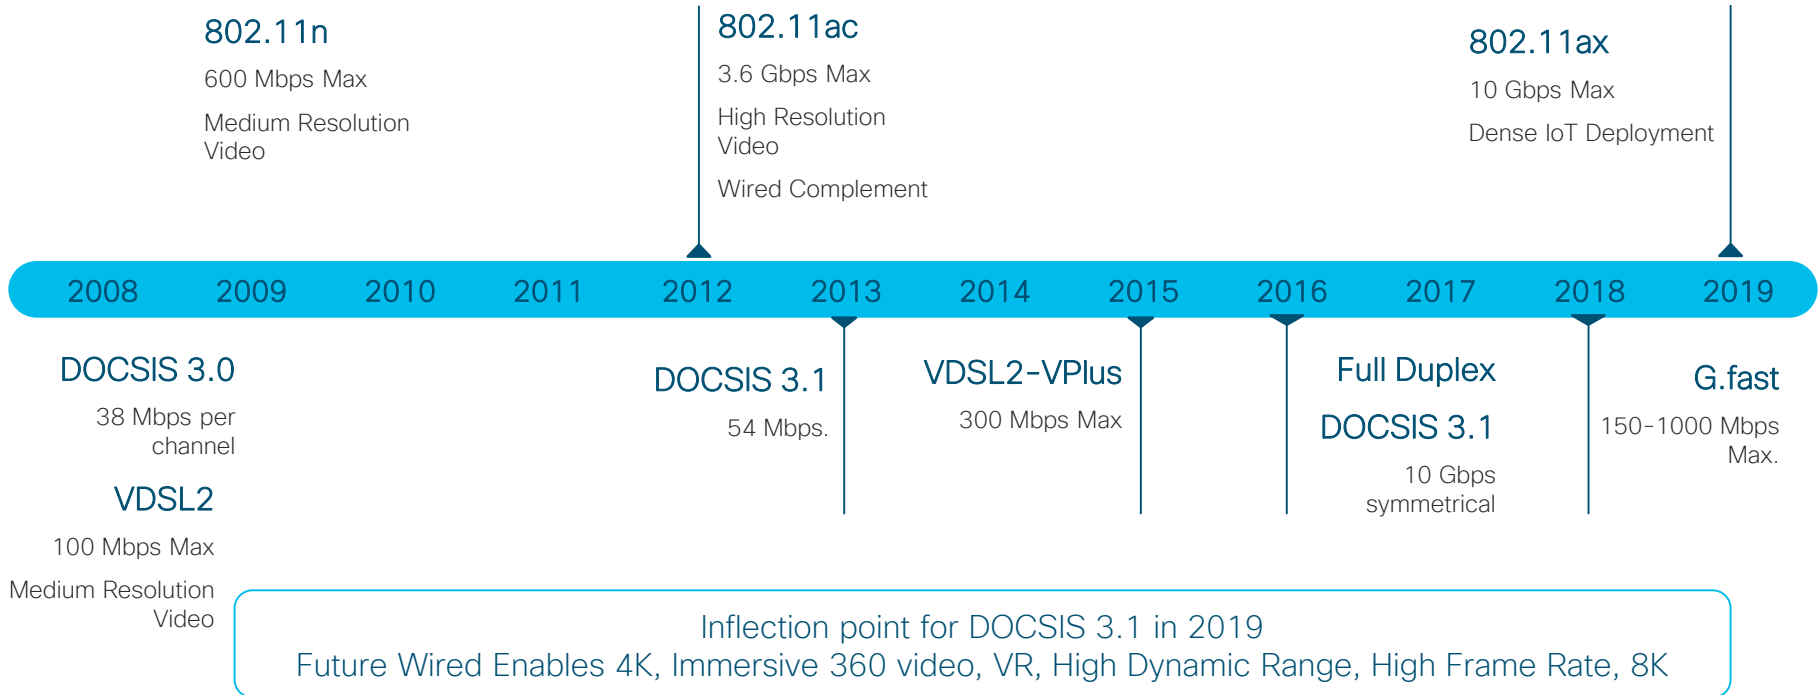 802.11n
600 Mbps Max
Medium Resolution
Video
802.11ac
3.6 Gbps Max
High Resolution
Video
Wired Complement
802.11ax
10 Gbps Max
Dense IoT Deployment
2008 2009 2010 2011 2012 2013 2014 2015 2016 2017 2018 2019
DOCSIS 3.0
38 Mbps per
channel
VDSL2
100 Mbps Max
Medium Resolution
Video
DOCSIS 3.1
54 Mbps.
VDSL2-VPlus
300 Mbps Max
Full Duplex
DOCSIS 3.1
10 Gbps
symmetrical
G.fast
150-1000 Mbps
Max.
Inflection point for DOCSIS 3.1 in 2019
Future Wired Enables 4K, Immersive 360 video, VR, High Dynamic Range, High Frame Rate, 8K